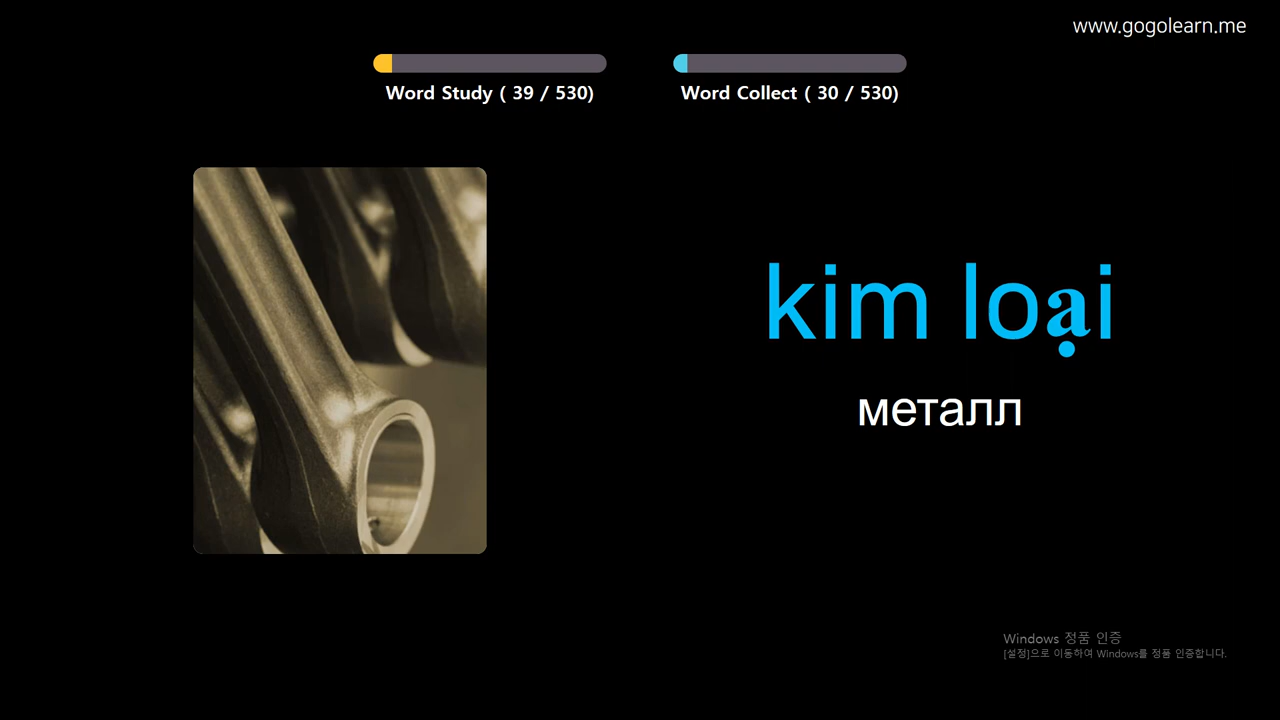 www.gogolearn.me
Word Study ( 39 / 530)
Word Collect ( 30 / 530)
kim loại
металл
Windows 정품 인증
[설정]으로 이동하여 Windows를 정품 인증합니다.